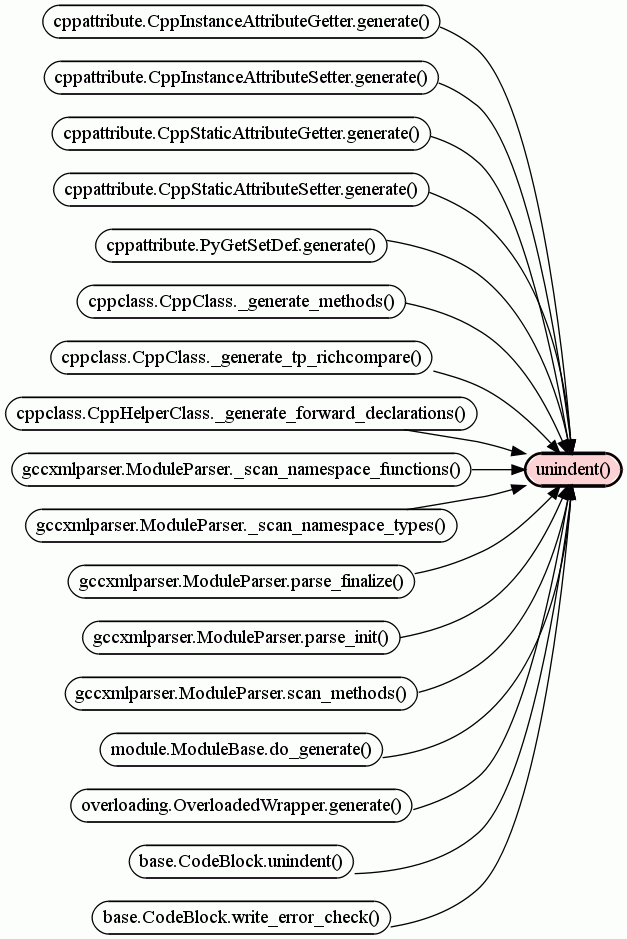 cppattribute.CppInstanceAttributeGetter.generate()
cppattribute.CppInstanceAttributeSetter.generate()
cppattribute.CppStaticAttributeGetter.generate()
cppattribute.CppStaticAttributeSetter.generate()
cppattribute.PyGetSetDef.generate()
cppclass.CppClass._generate_methods()
cppclass.CppClass._generate_tp_richcompare()
cppclass.CppHelperClass._generate_forward_declarations()
gccxmlparser.ModuleParser._scan_namespace_functions()
unindent()
gccxmlparser.ModuleParser._scan_namespace_types()
gccxmlparser.ModuleParser.parse_finalize()
gccxmlparser.ModuleParser.parse_init()
gccxmlparser.ModuleParser.scan_methods()
module.ModuleBase.do_generate()
overloading.OverloadedWrapper.generate()
base.CodeBlock.unindent()
base.CodeBlock.write_error_check()